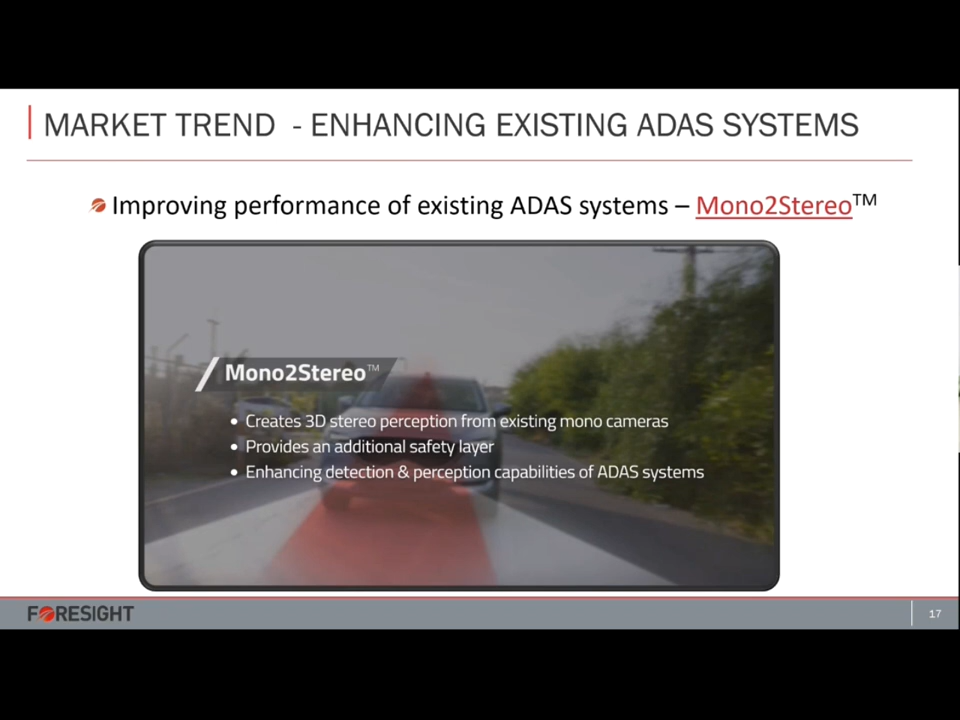 MARKET TREND - ENHANCING EXISTING ADAS SYSTEMS
Improving performance of existing ADAS systems – Mono2Stereo™
Mono2Stereo™
• Creates 3D stereo perception from existing mono cameras
• Provides an additional safety layer
• Enhancing detection & perception capabilities of ADAS systems
FORESIGHT
17